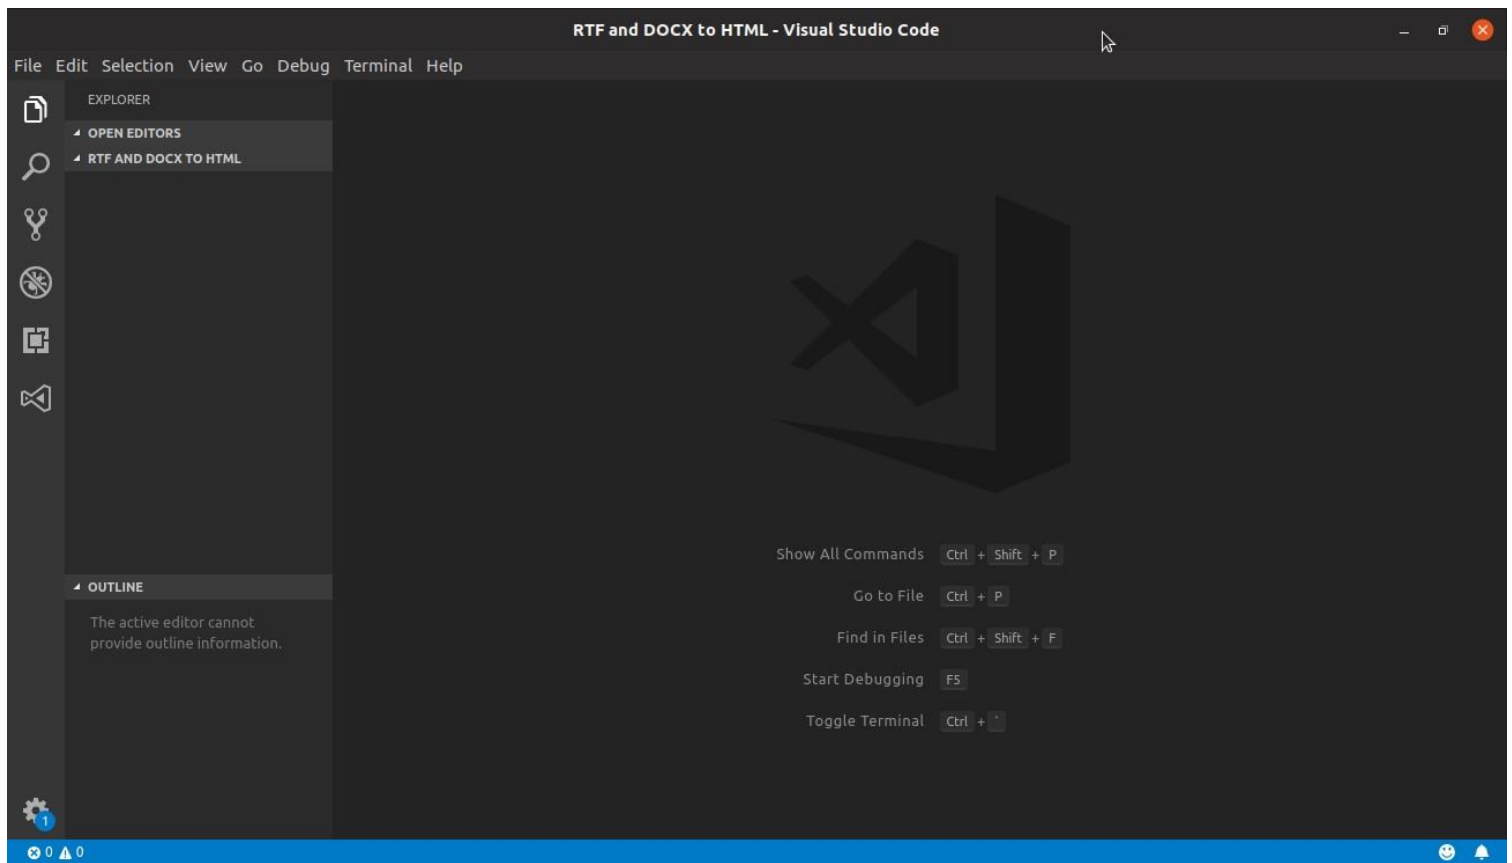 RTF and DOCX to HTML - Visual Studio Code
File Edit Selection View Go Debug Terminal Help
EXPLORER
OPEN EDITORS
RTF AND DOCX TO HTML
Show All Commands Ctrl + Shift + P
Go to File Ctrl + P
Find in Files Ctrl + Shift + F
Start Debugging F5
Toggle Terminal Ctrl + `
OUTLINE
The active editor cannot
provide outline information.
1
0 0